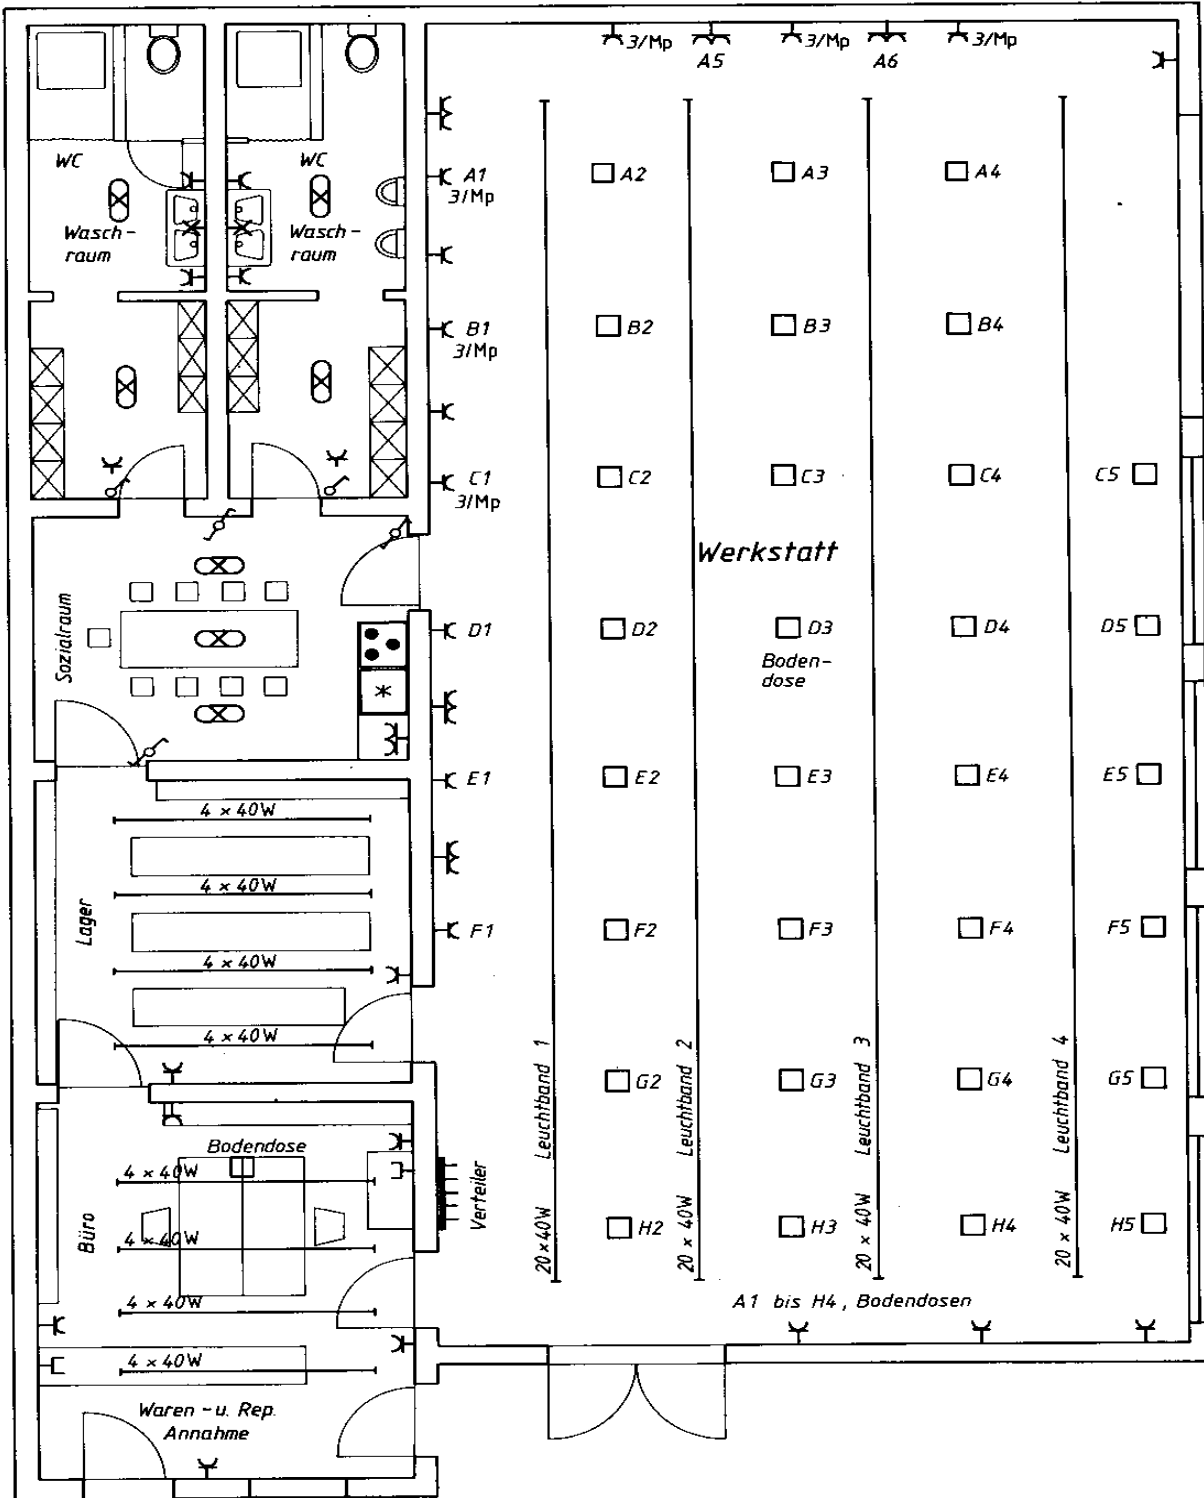 3/Mp
A5
3/Mp
A6
3/Mp
WC
WC
A1
3/Mp
A2
A3
A4
Wasch-
raum
Wasch-
raum
B1
3/Mp
B2
B3
B4
C1
3/Mp
C2
C3
C4
C5
Werkstatt
Sozialraum
D1
D2
D3
Boden-
dose
D4
D5
E1
E2
E3
E4
E5
4 × 40W
4 × 40W
Lager
4 × 40W
4 × 40W
F1
F2
F3
F4
F5
G2
G3
G4
G5
20×40W Leuchtband 1
20 × 40W Leuchtband 2
20 × 40W Leuchtband 3
20 × 40W Leuchtband 4
Bodendose
4 × 40W
Büro
4 × 40W
4 × 40W
4 × 40W
Verteiler
H2
H3
H4
H5
A1 bis H4, Bodendosen
Waren-u. Rep.
Annahme